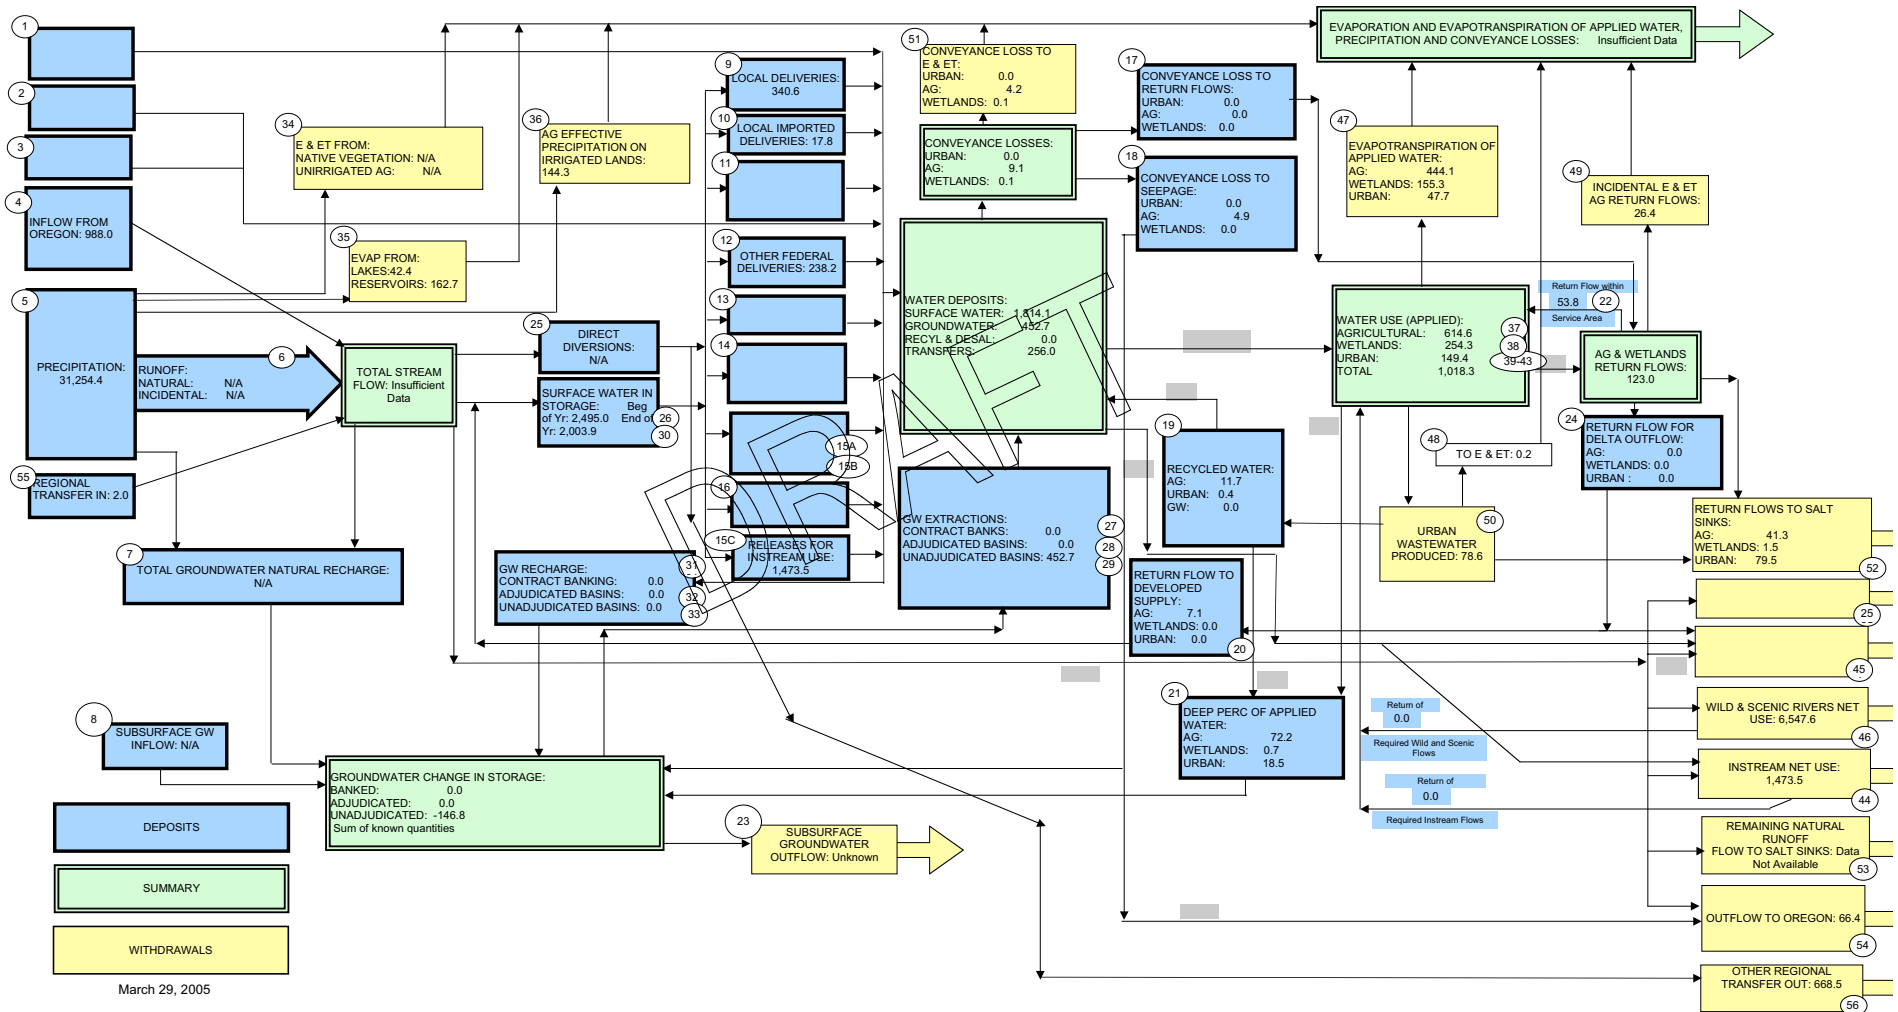 1
2
3
4
INFLOW FROM
OREGON: 988.0
5
PRECIPITATION:
31,254.4
6
RUNOFF:
NATURAL: N/A
INCIDENTAL: N/A
55
REGIONAL
TRANSFER IN: 2.0
7
TOTAL GROUNDWATER NATURAL RECHARGE:
N/A
8
SUBSURFACE GW
INFLOW: N/A
34
E & ET FROM:
NATIVE VEGETATION: N/A
UNIRRIGATED AG: N/A
35
EVAP FROM:
LAKES:42.4
RESERVOIRS: 162.7
36
AG EFFECTIVE
PRECIPITATION ON
IRRIGATED LANDS:
144.3
TOTAL STREAM
FLOW: Insufficient
Data
25
DIRECT
DIVERSIONS:
N/A
SURFACE WATER IN
STORAGE: Beg
of Yr: 2,495.0 End of
Yr: 2,003.9
26
30
9
LOCAL DELIVERIES:
340.6
10
LOCAL IMPORTED
DELIVERIES: 17.8
11
12
OTHER FEDERAL
DELIVERIES: 238.2
13
14
15A
15B
16
15C
RELEASES FOR
INSTREAM USE:
1,473.5
GW RECHARGE:
CONTRACT BANKING: 0.0
ADJUDICATED BASINS: 0.0
UNADJUDICATED BASINS: 0.0
31
32
33
GROUNDWATER CHANGE IN STORAGE:
BANKED: 0.0
ADJUDICATED: 0.0
UNADJUDICATED: -146.8
Sum of known quantities
23
SUBSURFACE
GROUNDWATER
OUTFLOW: Unknown
51
CONVEYANCE LOSS TO
E & ET:
URBAN: 0.0
AG: 4.2
WETLANDS: 0.1
CONVEYANCE LOSSES:
URBAN: 0.0
AG: 9.1
WETLANDS: 0.1
17
CONVEYANCE LOSS TO
RETURN FLOWS:
URBAN: 0.0
AG: 0.0
WETLANDS: 0.0
18
CONVEYANCE LOSS TO
SEEPAGE:
URBAN: 0.0
AG: 4.9
WETLANDS: 0.0
WATER DEPOSITS:
SURFACE WATER: 1,814.1
GROUNDWATER: 452.7
RECYL & DESAL: 0.0
TRANSFERS: 256.0
GW EXTRACTIONS:
CONTRACT BANKS: 0.0
ADJUDICATED BASINS: 0.0
UNADJUDICATED BASINS: 452.7
27
28
29
DRAFT
19
RECYCLED WATER:
AG: 11.7
URBAN: 0.4
GW: 0.0
RETURN FLOW TO
DEVELOPED
SUPPLY:
AG: 7.1
WETLANDS: 0.0
URBAN: 0.0
20
21
DEEP PERC OF APPLIED
WATER:
AG: 72.2
WETLANDS: 0.7
URBAN: 18.5
EVAPORATION AND EVAPOTRANSPIRATION OF APPLIED WATER,
PRECIPITATION AND CONVEYANCE LOSSES: Insufficient Data
47
EVAPOTRANSPIRATION OF
APPLIED WATER:
AG: 444.1
WETLANDS: 155.3
URBAN: 47.7
49
INCIDENTAL E & ET
AG RETURN FLOWS:
26.4
WATER USE (APPLIED):
AGRICULTURAL: 614.6
WETLANDS: 254.3
URBAN: 149.4
TOTAL 1,018.3
37
38
39-43
Return Flow within
53.8
22
Service Area
AG & WETLANDS
RETURN FLOWS:
123.0
24
RETURN FLOW FOR
DELTA OUTFLOW:
AG: 0.0
WETLANDS: 0.0
URBAN : 0.0
48
TO E & ET: 0.2
50
URBAN
WASTEWATER
PRODUCED: 78.6
RETURN FLOWS TO SALT
SINKS:
AG: 41.3
WETLANDS: 1.5
URBAN: 79.5
52
25
45
WILD & SCENIC RIVERS NET
USE: 6,547.6
46
Return of
0.0
Required Wild and Scenic
Flows
INSTREAM NET USE:
1,473.5
44
Return of
0.0
Required Instream Flows
REMAINING NATURAL
RUNOFF
FLOW TO SALT SINKS: Data
Not Available
53
OUTFLOW TO OREGON: 66.4
54
OTHER REGIONAL
TRANSFER OUT: 668.5
56
DEPOSITS
SUMMARY
WITHDRAWALS
March 29, 2005